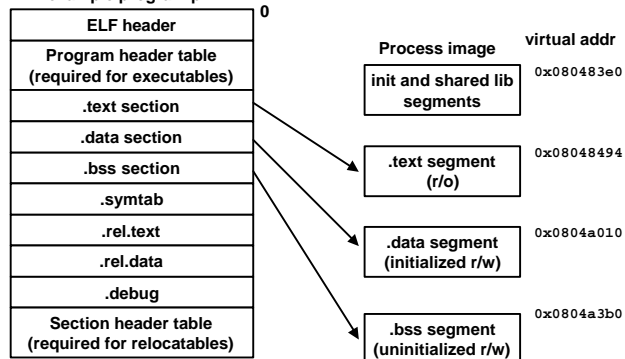 0
ELF header
Program header table
(required for executables)
.text section
.data section
.bss section
.symtab
.rel.text
.rel.data
.debug
Section header table
(required for relocatables)
Process image
virtual addr
init and shared lib
segments
0x080483e0
.text segment
(r/o)
0x08048494
.data segment
(initialized r/w)
0x0804a010
.bss segment
(uninitialized r/w)
0x0804a3b0